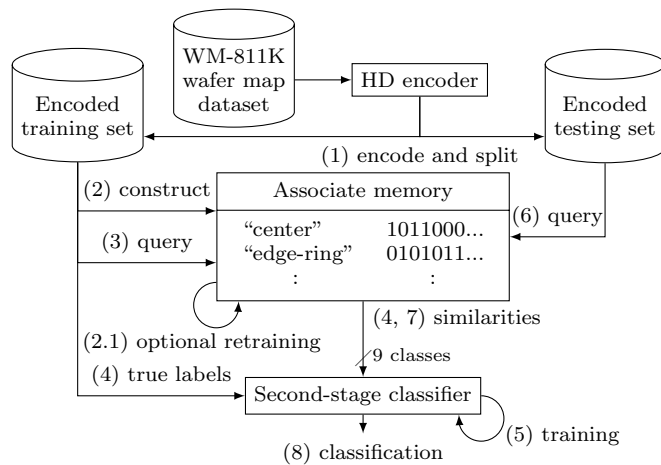 WM-811K
wafer map
dataset
HD encoder
Encoded
training set
Encoded
testing set
(1) encode and split
(2) construct
Associate memory
(6) query
“center” 1011000...
(3) query
“edge-ring” 0101011...
: :
(4, 7) similarities
(2.1) optional retraining
9 classes
(4) true labels
Second-stage classifier
(5) training
(8) classification